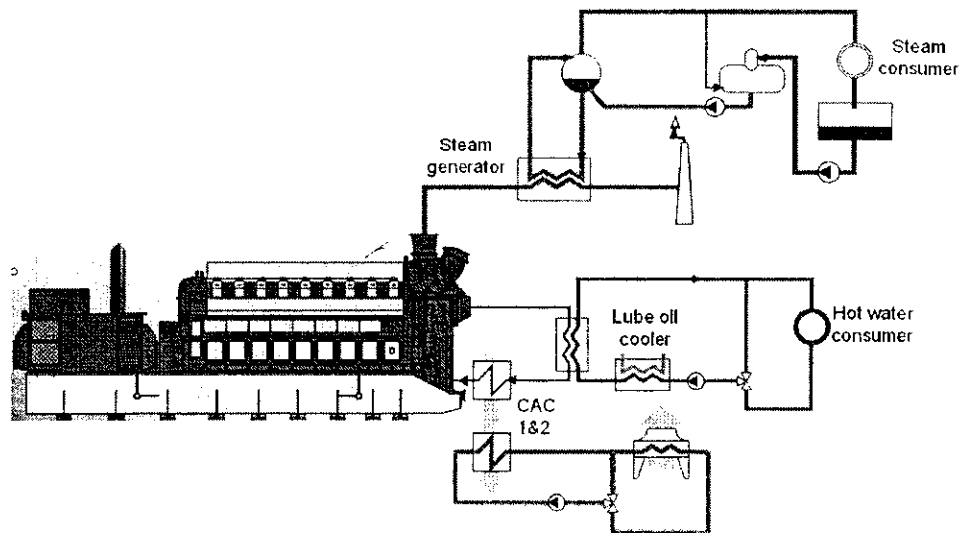 Steam
consumer
Steam
generator
Lube oil
cooler
Hot water
consumer
CAC
1&2